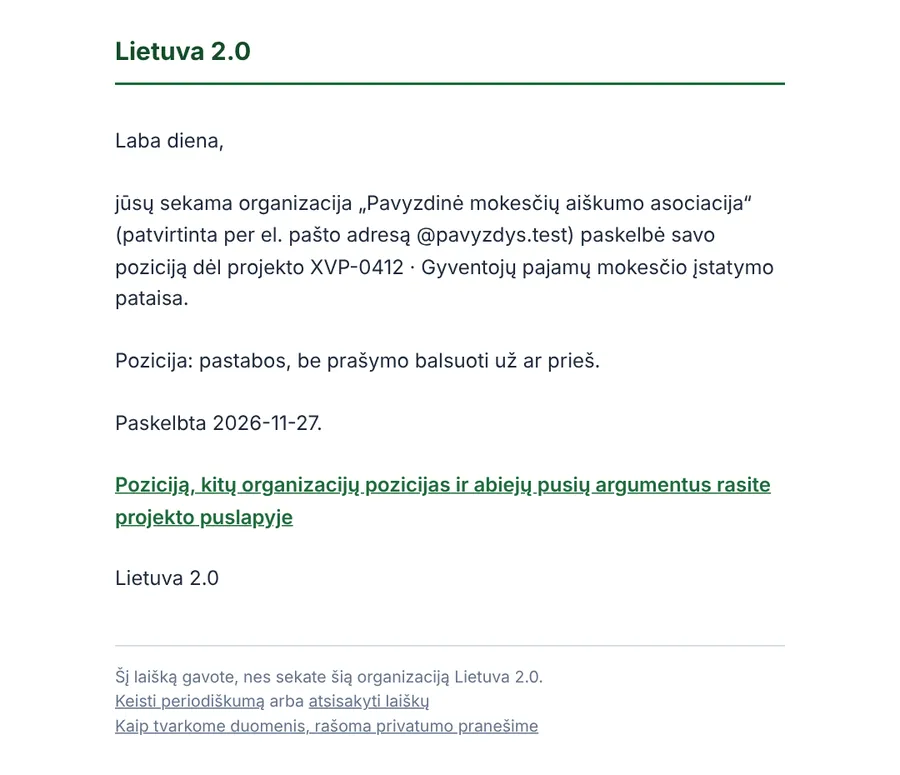 Lietuva 2.0
Laba diena,
jūsų sekama organizacija „Pavyzdinė mokesčių aiškumo asociacija“
(patvirtinta per el. pašto adresą @pavyzdys.test) paskelbė savo
poziciją dėl projekto XVP-0412 · Gyventojų pajamų mokesčio įstatymo
pataisa.
Pozicija: pastabos, be prašymo balsuoti už ar prieš.
Paskelbta 2026-11-27.
Poziciją, kitų organizacijų pozicijas ir abiejų pusių argumentus rasite
projekto puslapyje
Lietuva 2.0
Šį laišką gavote, nes sekate šią organizaciją Lietuva 2.0.
Keisti periodiškumą arba atsisakyti laiškų
Kaip tvarkome duomenis, rašoma privatumo pranešime